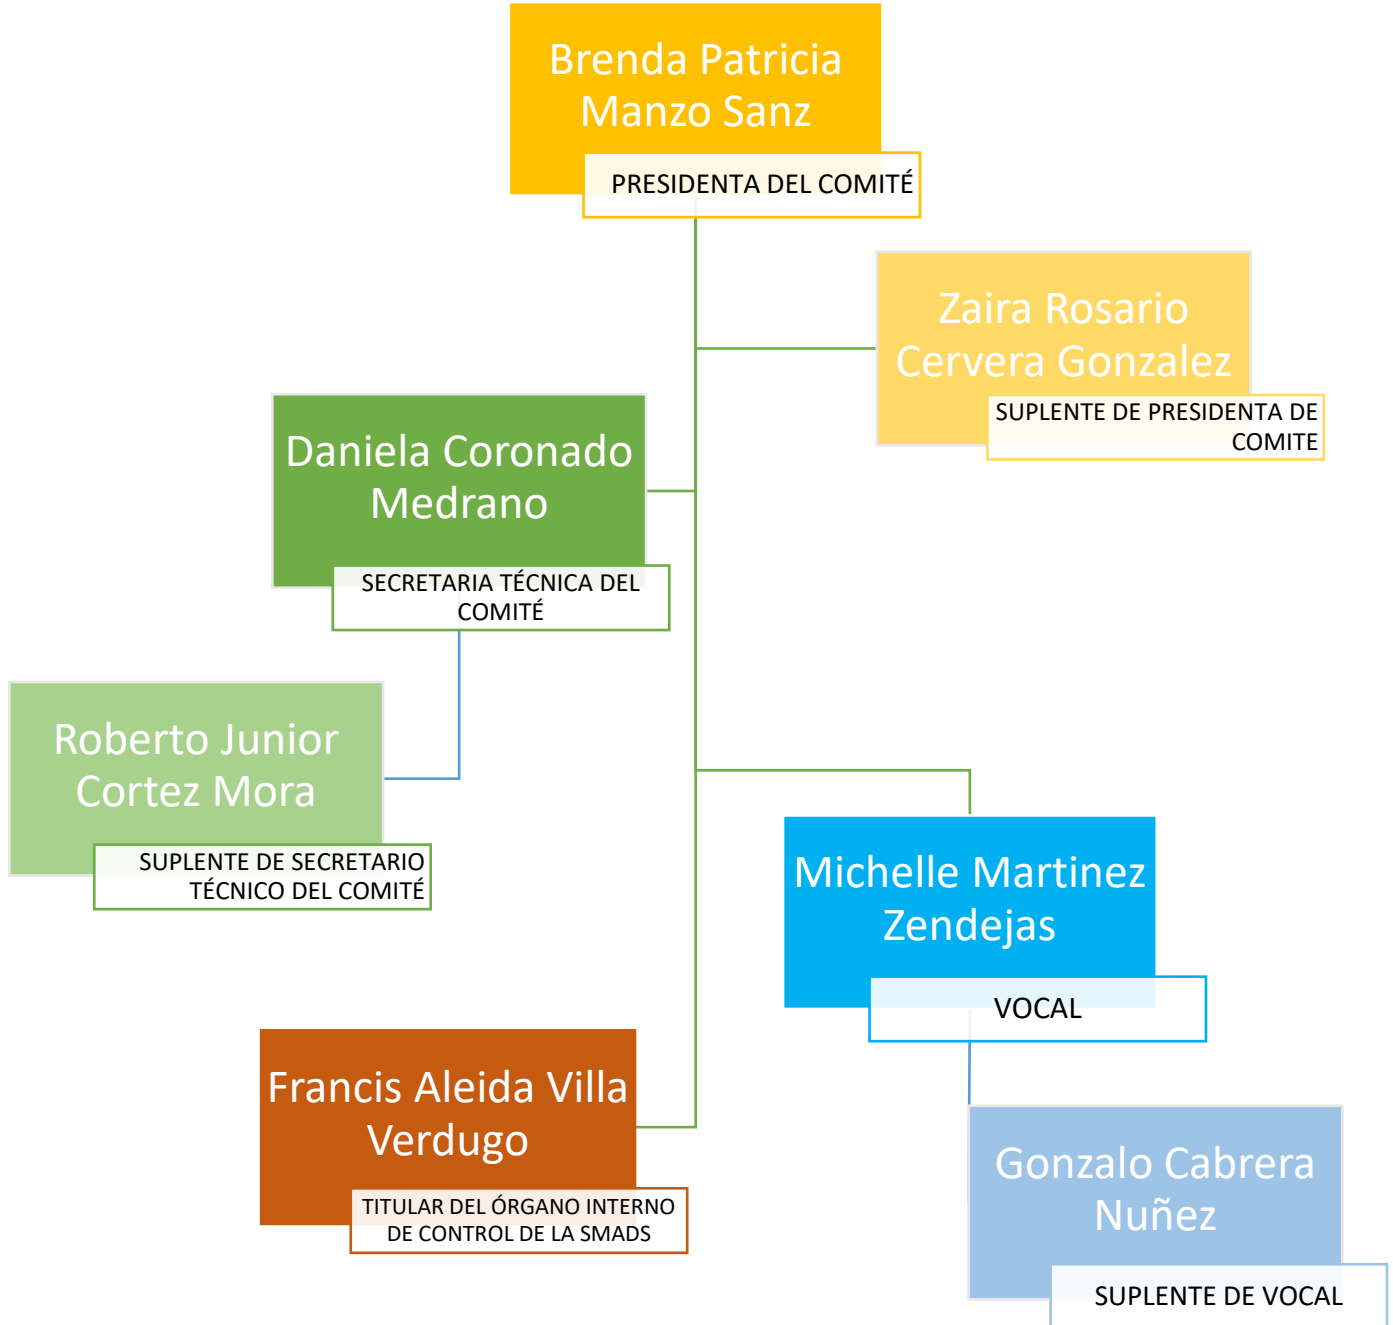 Brenda Patricia
Manzo Sanz
PRESIDENTA DEL COMITÉ
Zaira Rosario
Cervera Gonzalez
SUPLENTE DE PRESIDENTA DE
COMITE
Daniela Coronado
Medrano
SECRETARIA TÉCNICA DEL
COMITÉ
Roberto Junior
Cortez Mora
SUPLENTE DE SECRETARIO
TÉCNICO DEL COMITÉ
Michelle Martinez
Zendejas
VOCAL
Francis Aleida Villa
Verdugo
TITULAR DEL ÓRGANO INTERNO
DE CONTROL DE LA SMADS
Gonzalo Cabrera
Nuñez
SUPLENTE DE VOCAL